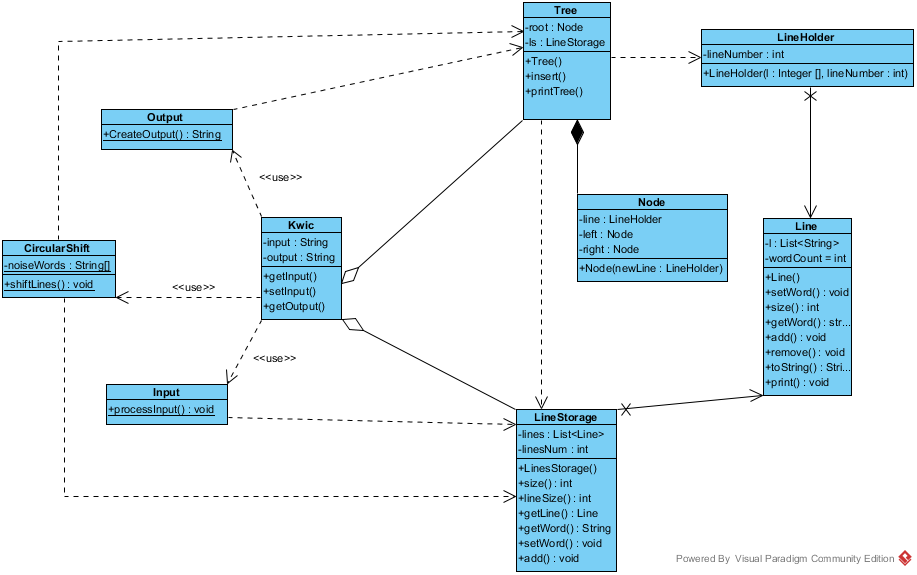 Tree
-root : Node
-ls : LineStorage
+Tree()
+insert()
+printTree()
LineHolder
-lineNumber : int
+LineHolder(l : Integer [], lineNumber : int)
Output
+CreateOutput() : String
<<use>>
Node
-line : LineHolder
-left : Node
-right : Node
+Node(newLine : LineHolder)
Kwic
-input : String
-output : String
+getInput()
+setInput()
+getOutput()
Line
-l : List<String>
-wordCount = int
+Line()
+setWord() : void
+size() : int
+getWord() : str...
+add() : void
+remove() : void
+toString() : Stri...
+print() : void
CircularShift
-noiseWords : String[]
+shiftLines() : void
<<use>>
<<use>>
Input
+processInput() : void
LineStorage
-lines : List<Line>
-linesNum : int
+LinesStorage()
+size() : int
+lineSize() : int
+getLine() : Line
+getWord() : String
+setWord() : void
+add() : void
Powered By Visual Paradigm Community Edition